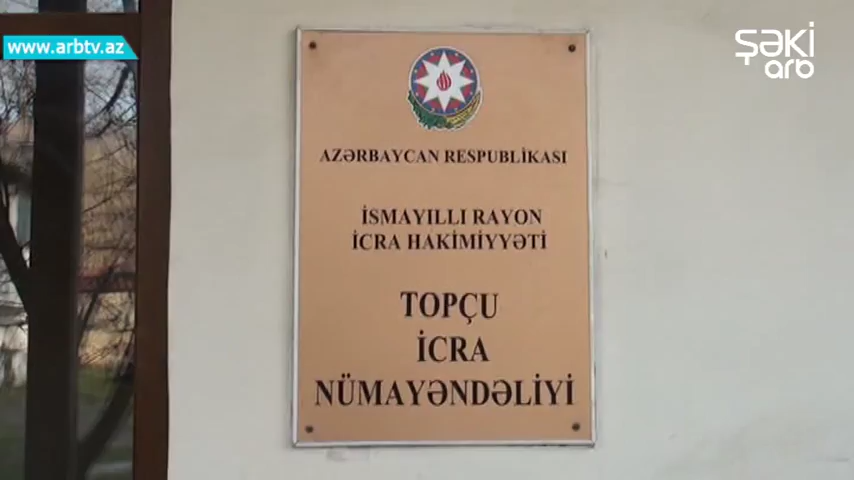 www.arbtv.az
şəki
arb
AZƏRBAYCAN RESPUBLİKASI
İSMAYILLI RAYON
İCRA HAKİMİYYƏTİ
TOPÇU
İCRA
NÜMAYƏNDƏLİYİ